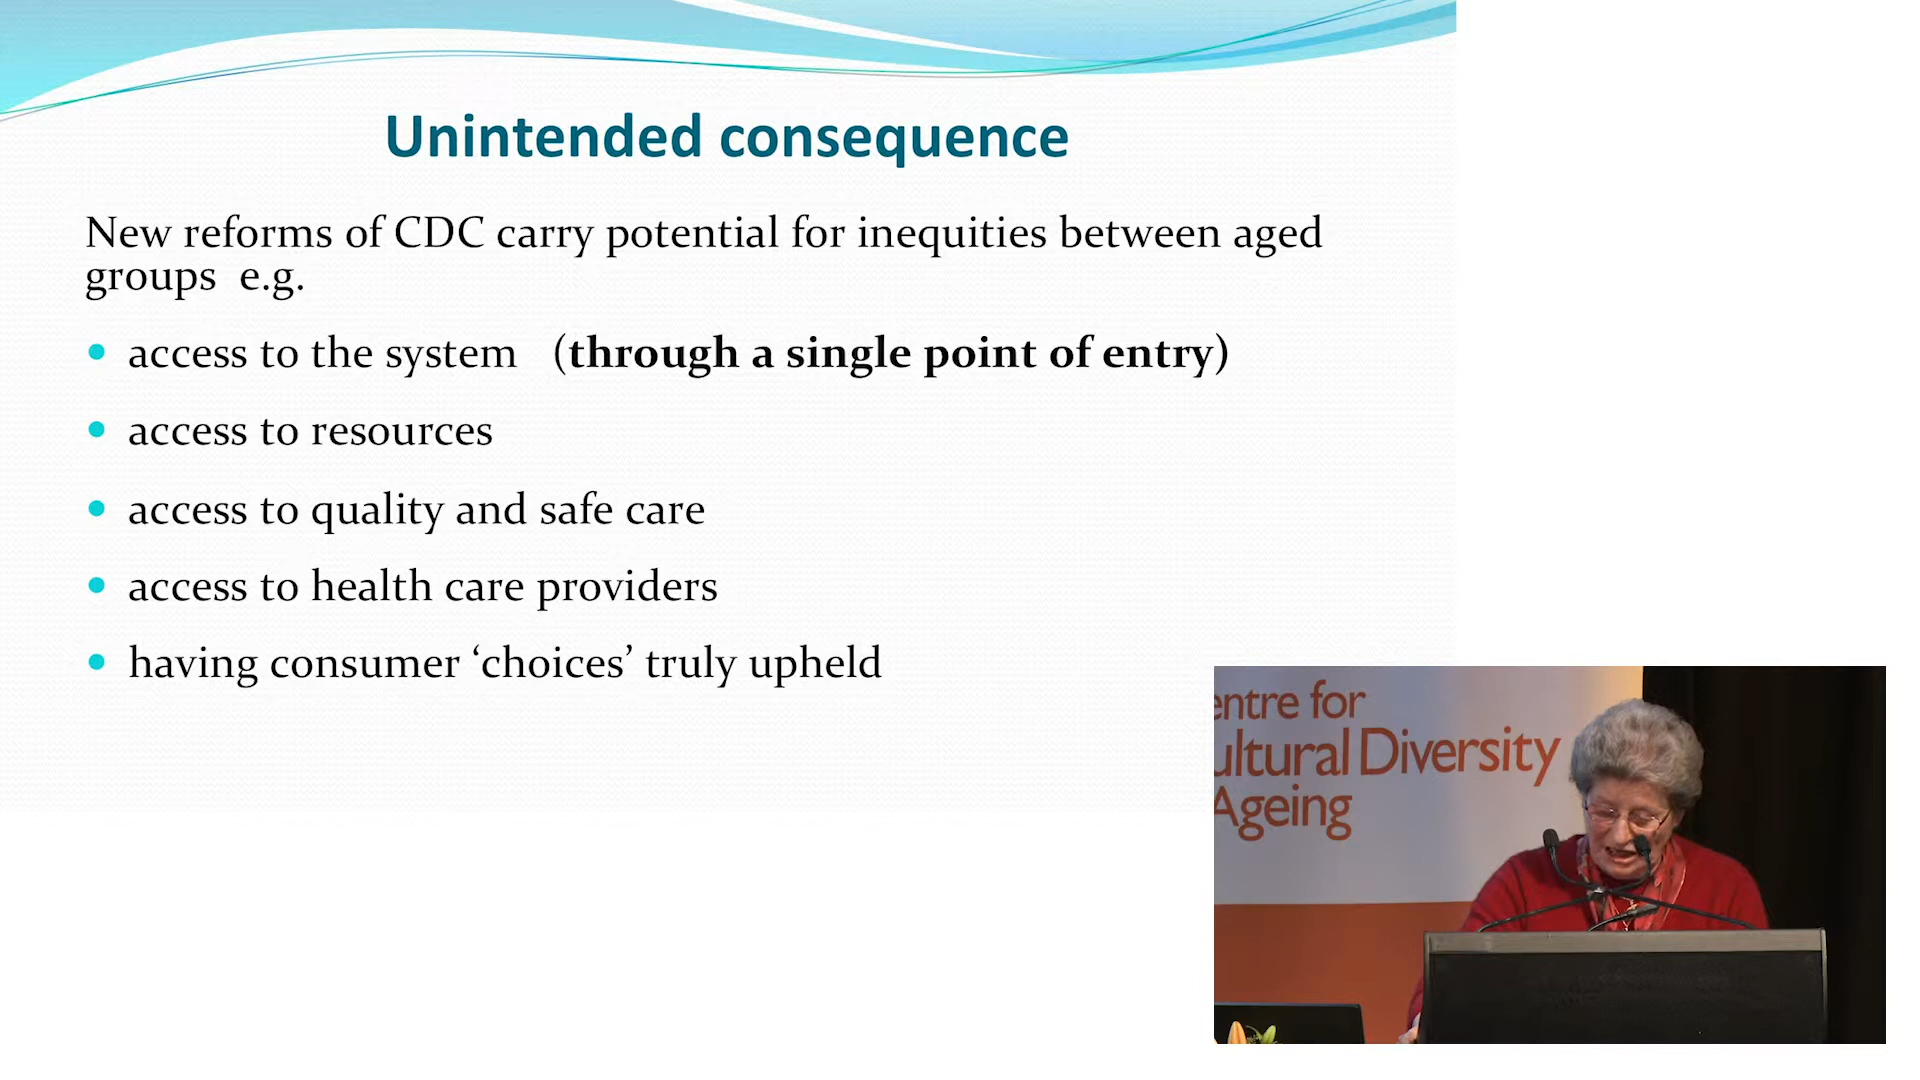 Unintended consequence
New reforms of CDC carry potential for inequities between aged
groups e.g.
• access to the system (through a single point of entry)
• access to resources
• access to quality and safe care
• access to health care providers
• having consumer ‘choices’ truly upheld
entre for
ultural Diversity
Ageing